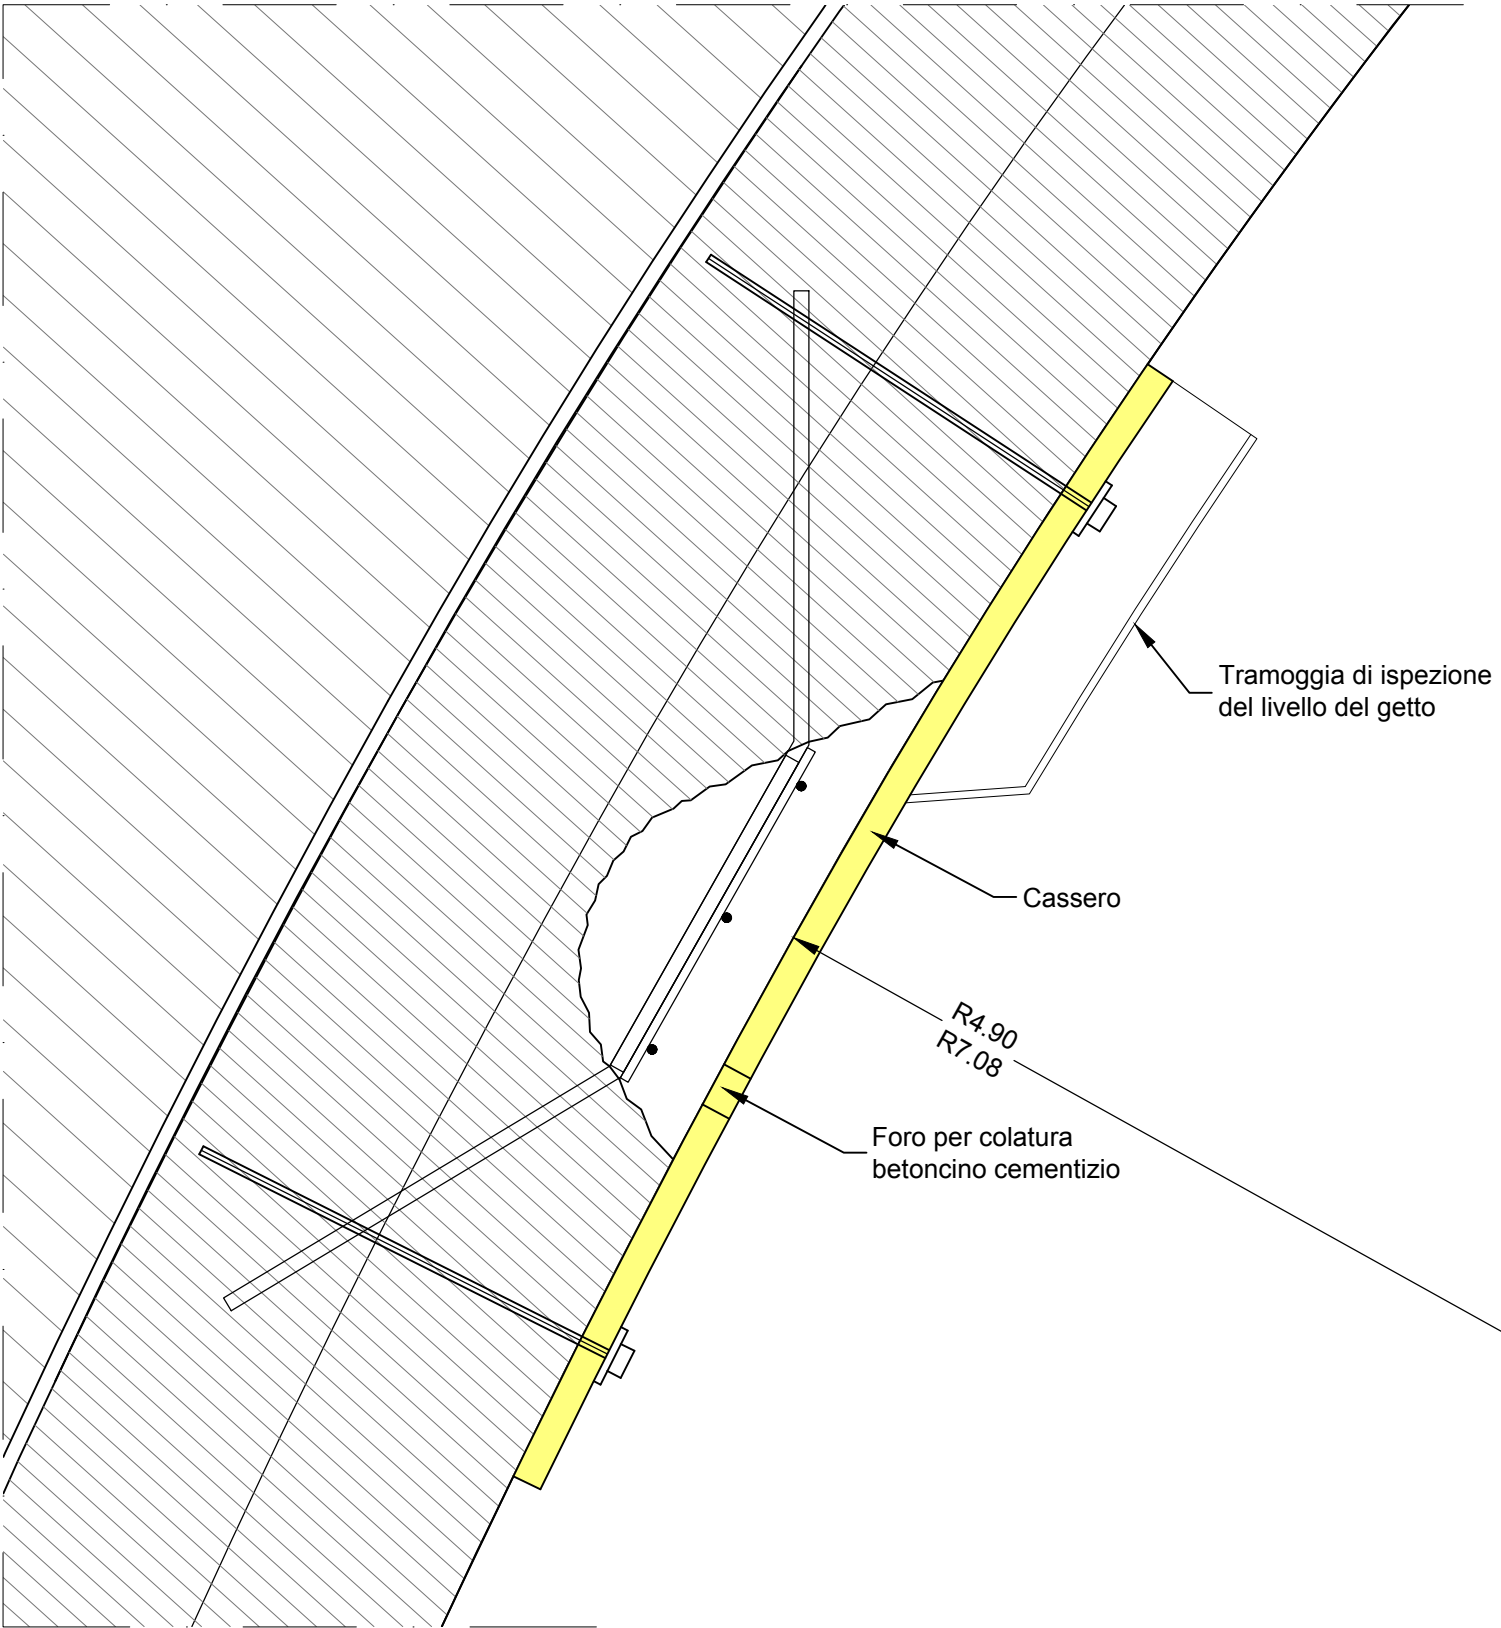 Tramoggia di ispezione
del livello del getto
Cassero
R4.90
R7.08
Foro per colatura
betoncino cementizio